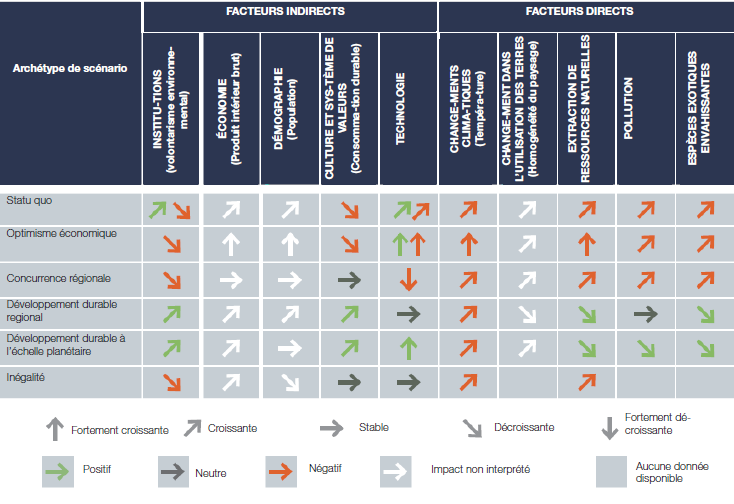 FACTEURS INDIRECTS
FACTEURS DIRECTS
Archétype de scénario
INSTITU-TIONS
(volontarisme environne-
mental)
ÉCONOMIE
(Produit intérieur brut)
DÉMOGRAPHIE
(Population)
CULTURE ET SYS-TÈME DE
VALEURS
(Consomma-tion durable)
TECHNOLOGIE
CHANGE-MENTS
CLIMA-TIQUES
(Tempéra-ture)
CHANGE-MENT DANS
L'UTILISATION DES TERRES
(Homogénéité du paysage)
EXTRACTION DE
RESSOURCES NATURELLES
POLLUTION
ESPÈCES EXOTIQUES
ENVAHISSANTES
Statu quo
Optimisme économique
Concurrence régionale
Développement durable
regional
Développement durable à
l'échelle planétaire
Inégalité
Fortement croissante
Croissante
Stable
Décroissante
Fortement dé-
croissante
Positif
Neutre
Négatif
Impact non interprété
Aucune donnée
disponible